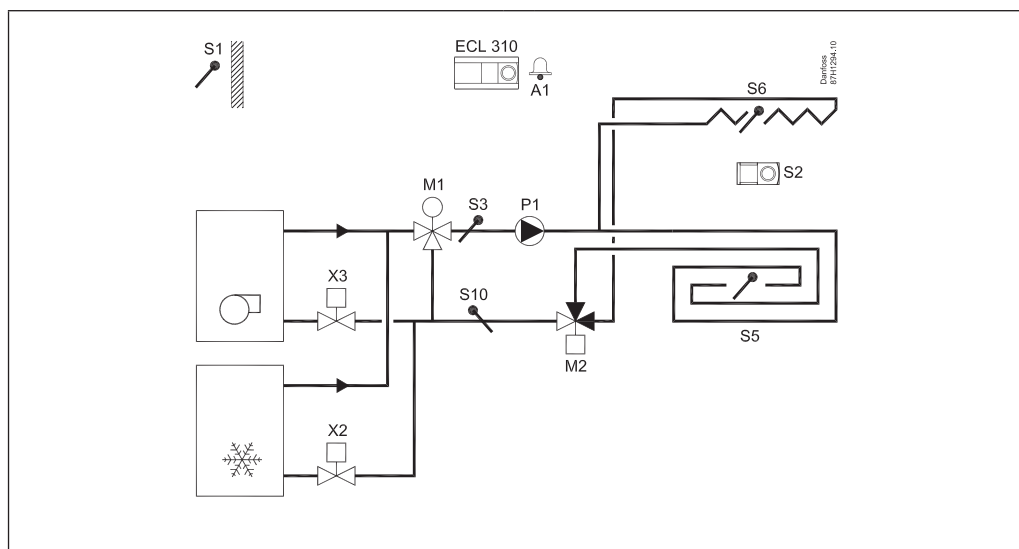 S1
ECL 310
A1
Danfoss
87H1294.10
S6
S2
M1
S3
P1
X3
S10
S5
M2
X2